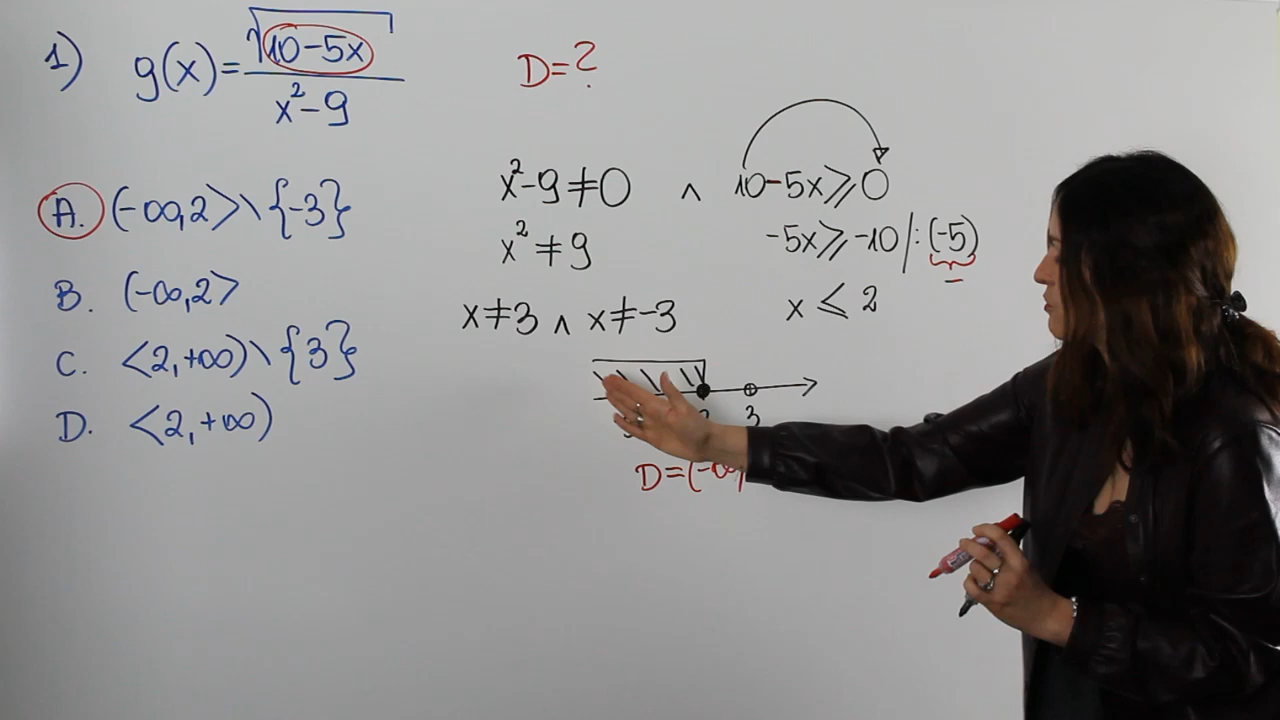 1) g(x)=√(10-5x)/(x²-9)
D=?
x²-9≠0 ∧ 10-5x⩾0
x²≠9
-5x⩾-10/:(-5)
-
x≠3 ∧ x≠-3
x⩽2
3
D=(-∞,
A. (-∞,2>\{-3}
B. (-∞,2>
C. <2,+∞)\{3}
D. <2,+∞)